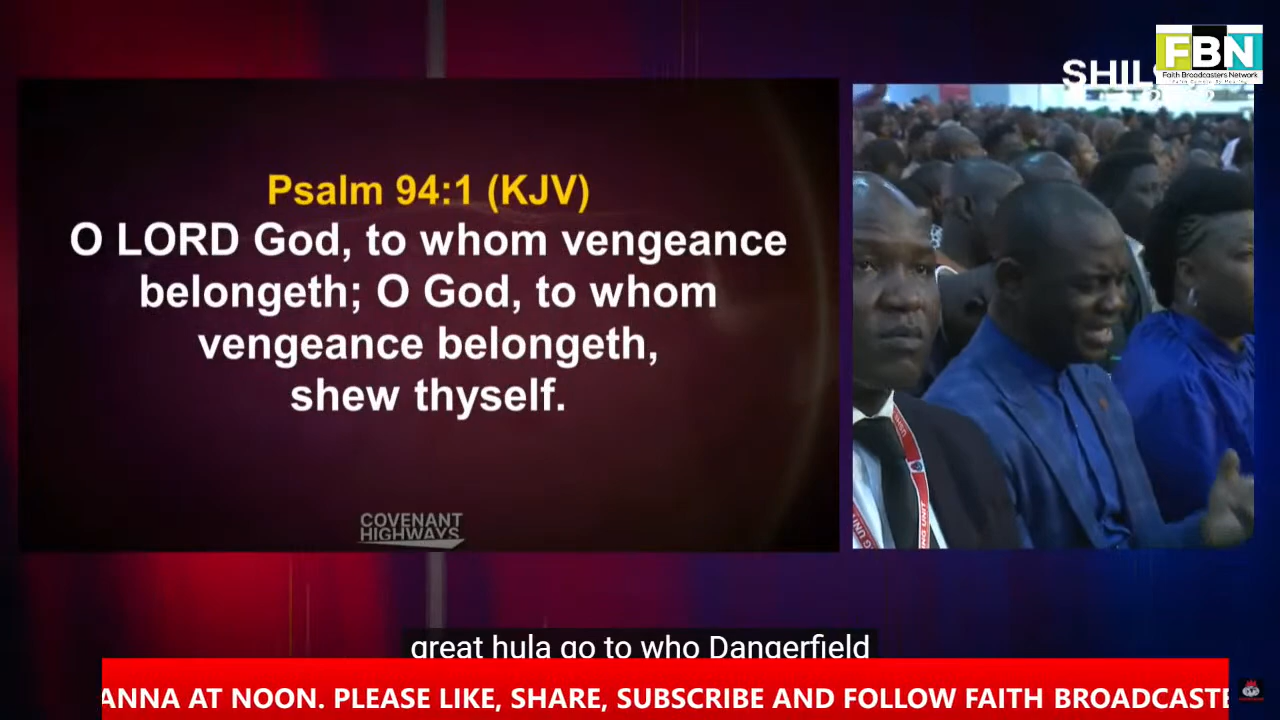 FBN
Faith Broadcasters Network
SHIL
Psalm 94:1 (KJV)
O LORD God, to whom vengeance
belongeth; O God, to whom
vengeance belongeth,
shew thyself.
COVENANT
HIGHWAYS
great hula go to who Dangerfield
ANNA AT NOON. PLEASE LIKE, SHARE, SUBSCRIBE AND FOLLOW FAITH BROADCASTE